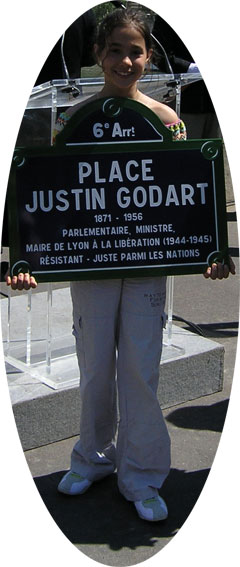 6e Arrt
PLACE
JUSTIN GODART
1871 - 1956
PARLEMENTAIRE, MINISTRE,
MAIRE DE LYON À LA LIBÉRATION (1944-1945)
RÉSISTANT - JUSTE PARMI LES NATIONS